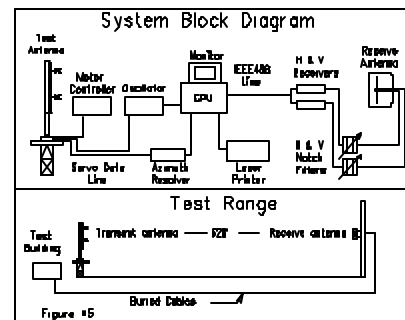 System Block Diagram
Test
Antenna
Motor
Controller
Oscillator
Monitor
CPU
IEEE488
Line
H & V
Receivers
Receive
Antenna
Servo Data
Line
Azimuth
Resolver
Laser
Printer
H & V
Notch
Filters
Test Range
Test
Building
Transmit antenna
620'
Receive antenna
Buried Cables
Figure #5